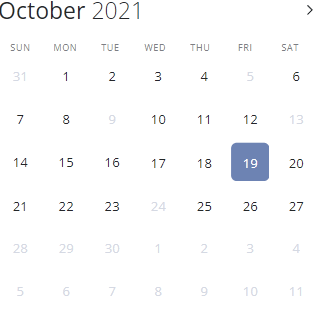 October 2021
SUN MON TUE WED THU FRI SAT
31 1 2 3 4 5 6
7 8 9 10 11 12 13
14 15 16 17 18 19 20
21 22 23 24 25 26 27
28 29 30 1 2 3 4
5 6 7 8 9 10 11